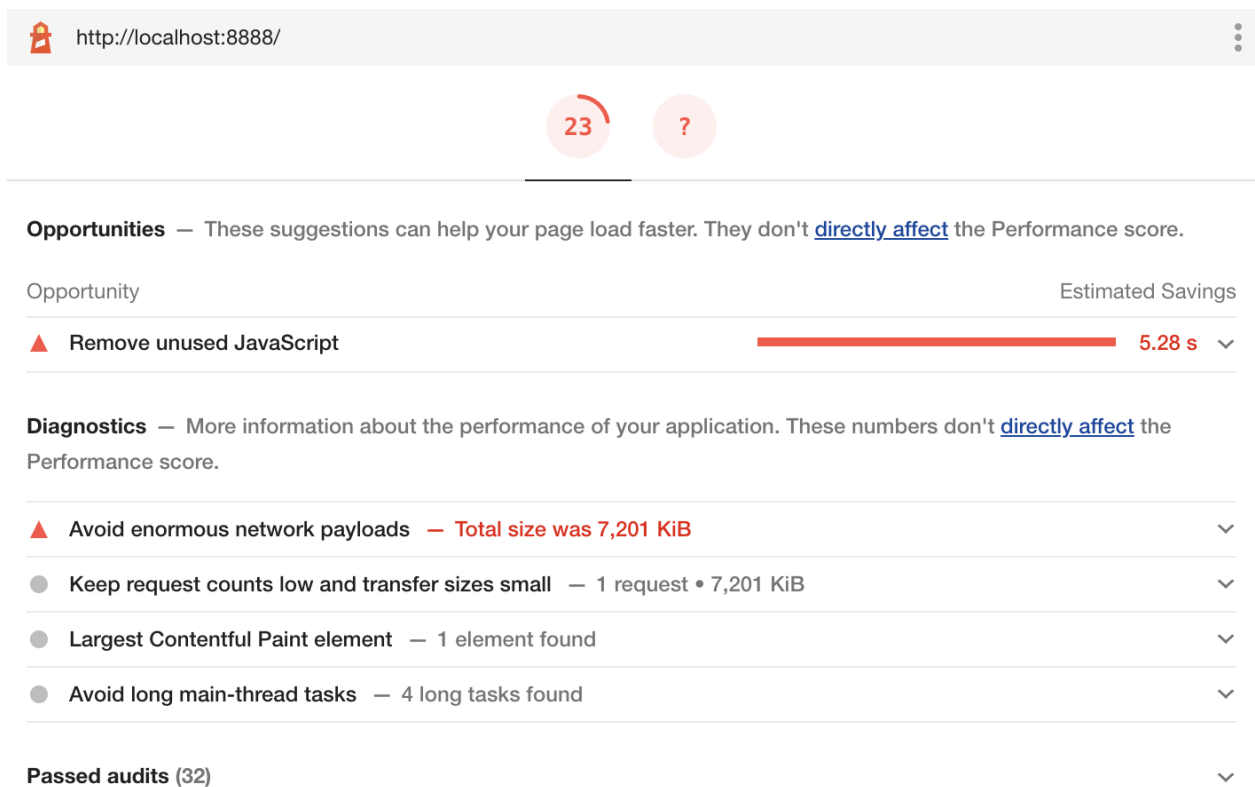 http://localhost:8888/
23 ?
Opportunities — These suggestions can help your page load faster. They don't directly affect the Performance score.
Opportunity Estimated Savings
Remove unused JavaScript 5.28 s
Diagnostics — More information about the performance of your application. These numbers don't directly affect the
Performance score.
Avoid enormous network payloads — Total size was 7,201 KiB
Keep request counts low and transfer sizes small — 1 request • 7,201 KiB
Largest Contentful Paint element — 1 element found
Avoid long main-thread tasks — 4 long tasks found
Passed audits (32)